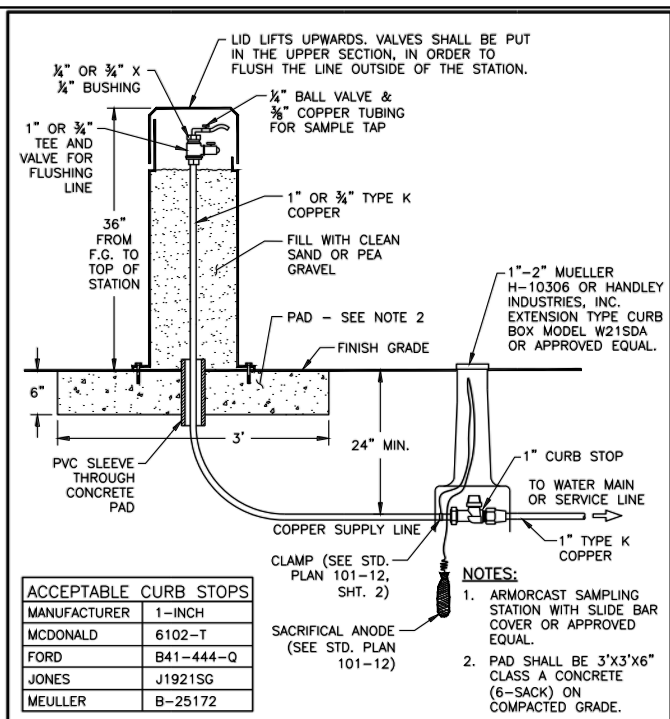 LID LIFTS UPWARDS. VALVES SHALL BE PUT
IN THE UPPER SECTION, IN ORDER TO
FLUSH THE LINE OUTSIDE OF THE STATION.
¼" OR ¾" X
¼" BUSHING
¼" BALL VALVE &
⅜" COPPER TUBING
FOR SAMPLE TAP
1" OR ¾"
TEE AND
VALVE FOR
FLUSHING
LINE
1" OR ¾" TYPE K
COPPER
36"
FROM
F.G. TO
TOP OF
STATION
FILL WITH CLEAN
SAND OR PEA
GRAVEL
1"-2" MUELLER
H-10306 OR HANDLEY
INDUSTRIES, INC.
EXTENSION TYPE CURB
BOX MODEL W21SDA
OR APPROVED EQUAL.
PAD - SEE NOTE 2
FINISH GRADE
6"
3'
24" MIN.
PVC SLEEVE
THROUGH
CONCRETE
PAD
1" CURB STOP
TO WATER MAIN
OR SERVICE LINE
COPPER SUPPLY LINE
1" TYPE K
COPPER
CLAMP (SEE STD.
PLAN 101-12,
SHT. 2)
SACRIFICAL ANODE
(SEE STD. PLAN
101-12)
ACCEPTABLE CURB STOPS
MANUFACTURER 1-INCH
MCDONALD 6102-T
FORD B41-444-Q
JONES J1921SG
MEULLER B-25172
NOTES:
1. ARMORCAST SAMPLING
STATION WITH SLIDE BAR
COVER OR APPROVED
EQUAL.
2. PAD SHALL BE 3'X3'X6"
CLASS A CONCRETE
(6-SACK) ON
COMPACTED GRADE.